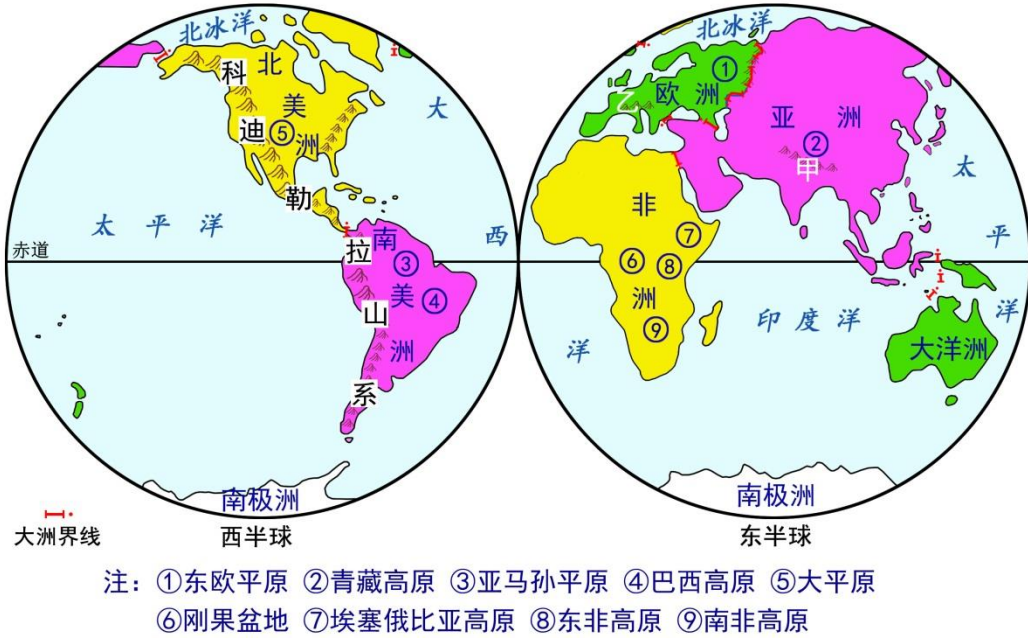 北冰洋
科
北
美
洲
迪
⑤
勒
大
西
洋
太平洋
赤道
拉
南
③
美
④
洲
山
系
南极洲
大洲界线
西半球
北冰洋
①
乙
欧洲
亚洲
②
甲
太
平
洋
非
⑦
⑥
⑧
洲
⑨
印度洋
大洋洲
南极洲
东半球
注：①东欧平原 ②青藏高原 ③亚马孙平原 ④巴西高原 ⑤大平原
⑥刚果盆地 ⑦埃塞俄比亚高原 ⑧东非高原 ⑨南非高原